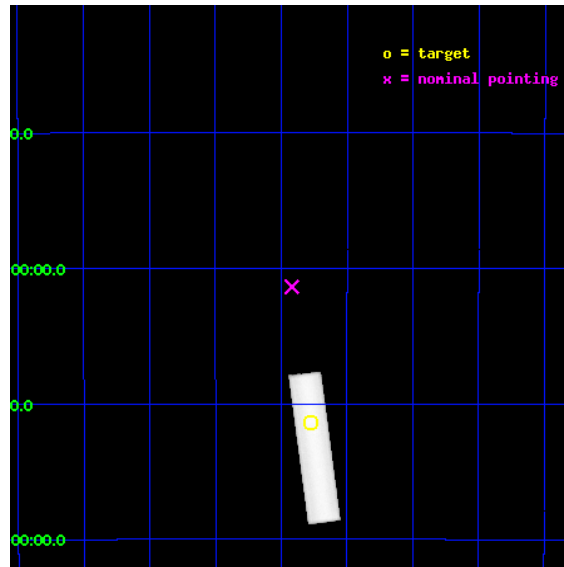 o = target
x = nominal pointing
0.0
00:00.0
0.0
00:00.0